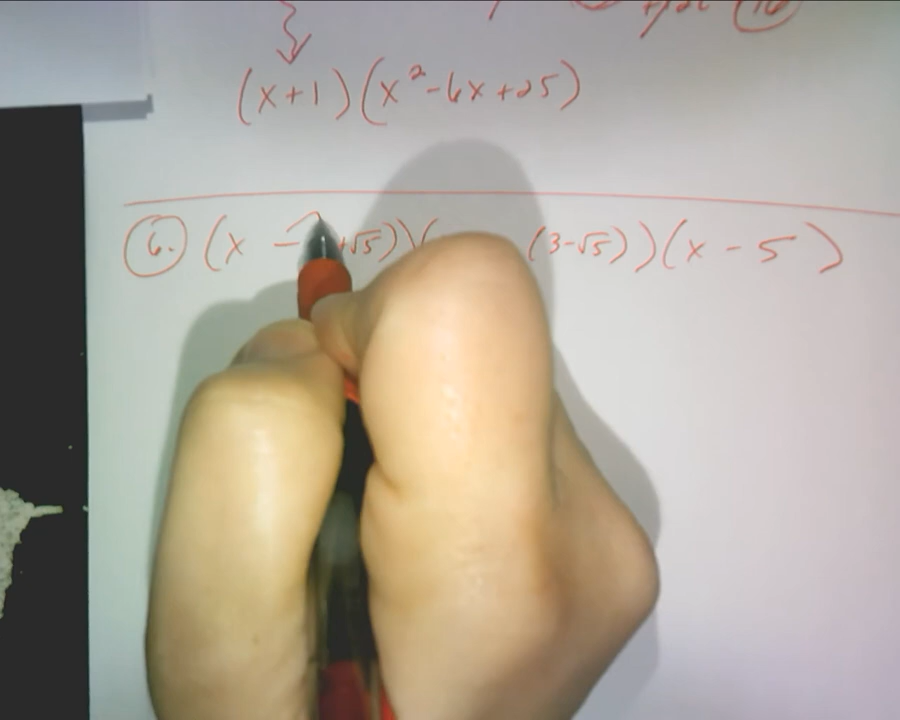 (x+1)(x²-6x+25)
6. (x - +√5))( (3-√5))(x - 5)